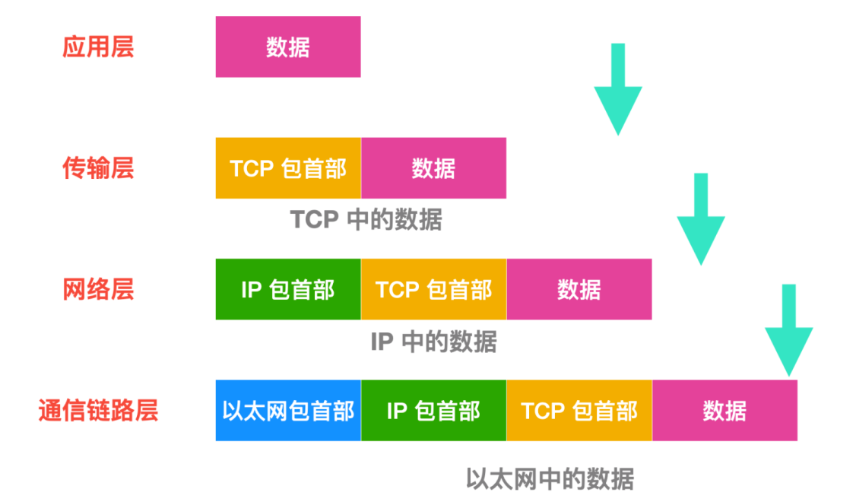 应用层 数据
传输层 TCP 包首部 数据
TCP 中的数据
网络层 IP 包首部 TCP 包首部 数据
IP 中的数据
通信链路层 以太网包首部 IP 包首部 TCP 包首部 数据
以太网中的数据